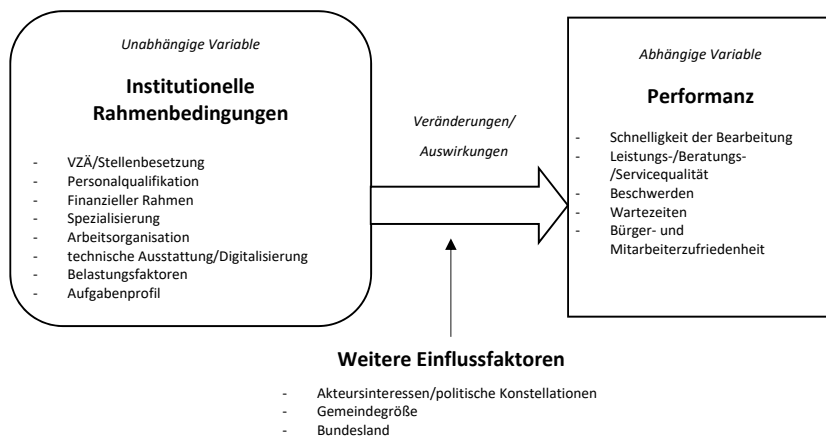 Unabhängige Variable
Institutionelle
Rahmenbedingungen
- VZÄ/Stellenbesetzung
- Personalqualifikation
- Finanzieller Rahmen
- Spezialisierung
- Arbeitsorganisation
- technische Ausstattung/Digitalisierung
- Belastungsfaktoren
- Aufgabenprofil
Veränderungen/
Auswirkungen
Abhängige Variable
Performanz
- Schnelligkeit der Bearbeitung
- Leistungs-/Beratungs-
/Servicequalität
- Beschwerden
- Wartezeiten
- Bürger- und
Mitarbeiterzufriedenheit
Weitere Einflussfaktoren
- Akteursinteressen/politische Konstellationen
- Gemeindegröße
- Bundesland